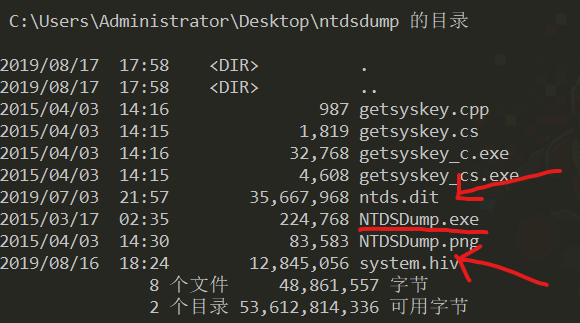 C:\Users\Administrator\Desktop\ntdsdump 的目录
2019/08/17 17:58 <DIR> .
2019/08/17 17:58 <DIR> ..
2015/04/03 14:16 987 getsyskey.cpp
2015/04/03 14:15 1,819 getsyskey.cs
2015/04/03 14:16 32,768 getsyskey_c.exe
2015/04/03 14:15 4,608 getsyskey_cs.exe
2019/07/03 21:57 35,667,968 ntds.dit
2015/03/17 02:35 224,768 NTDSDump.exe
2015/04/03 14:30 83,583 NTDSDump.png
2019/08/16 18:24 12,845,056 system.hiv
8 个文件 48,861,557 字节
2 个目录 53,612,814,336 可用字节